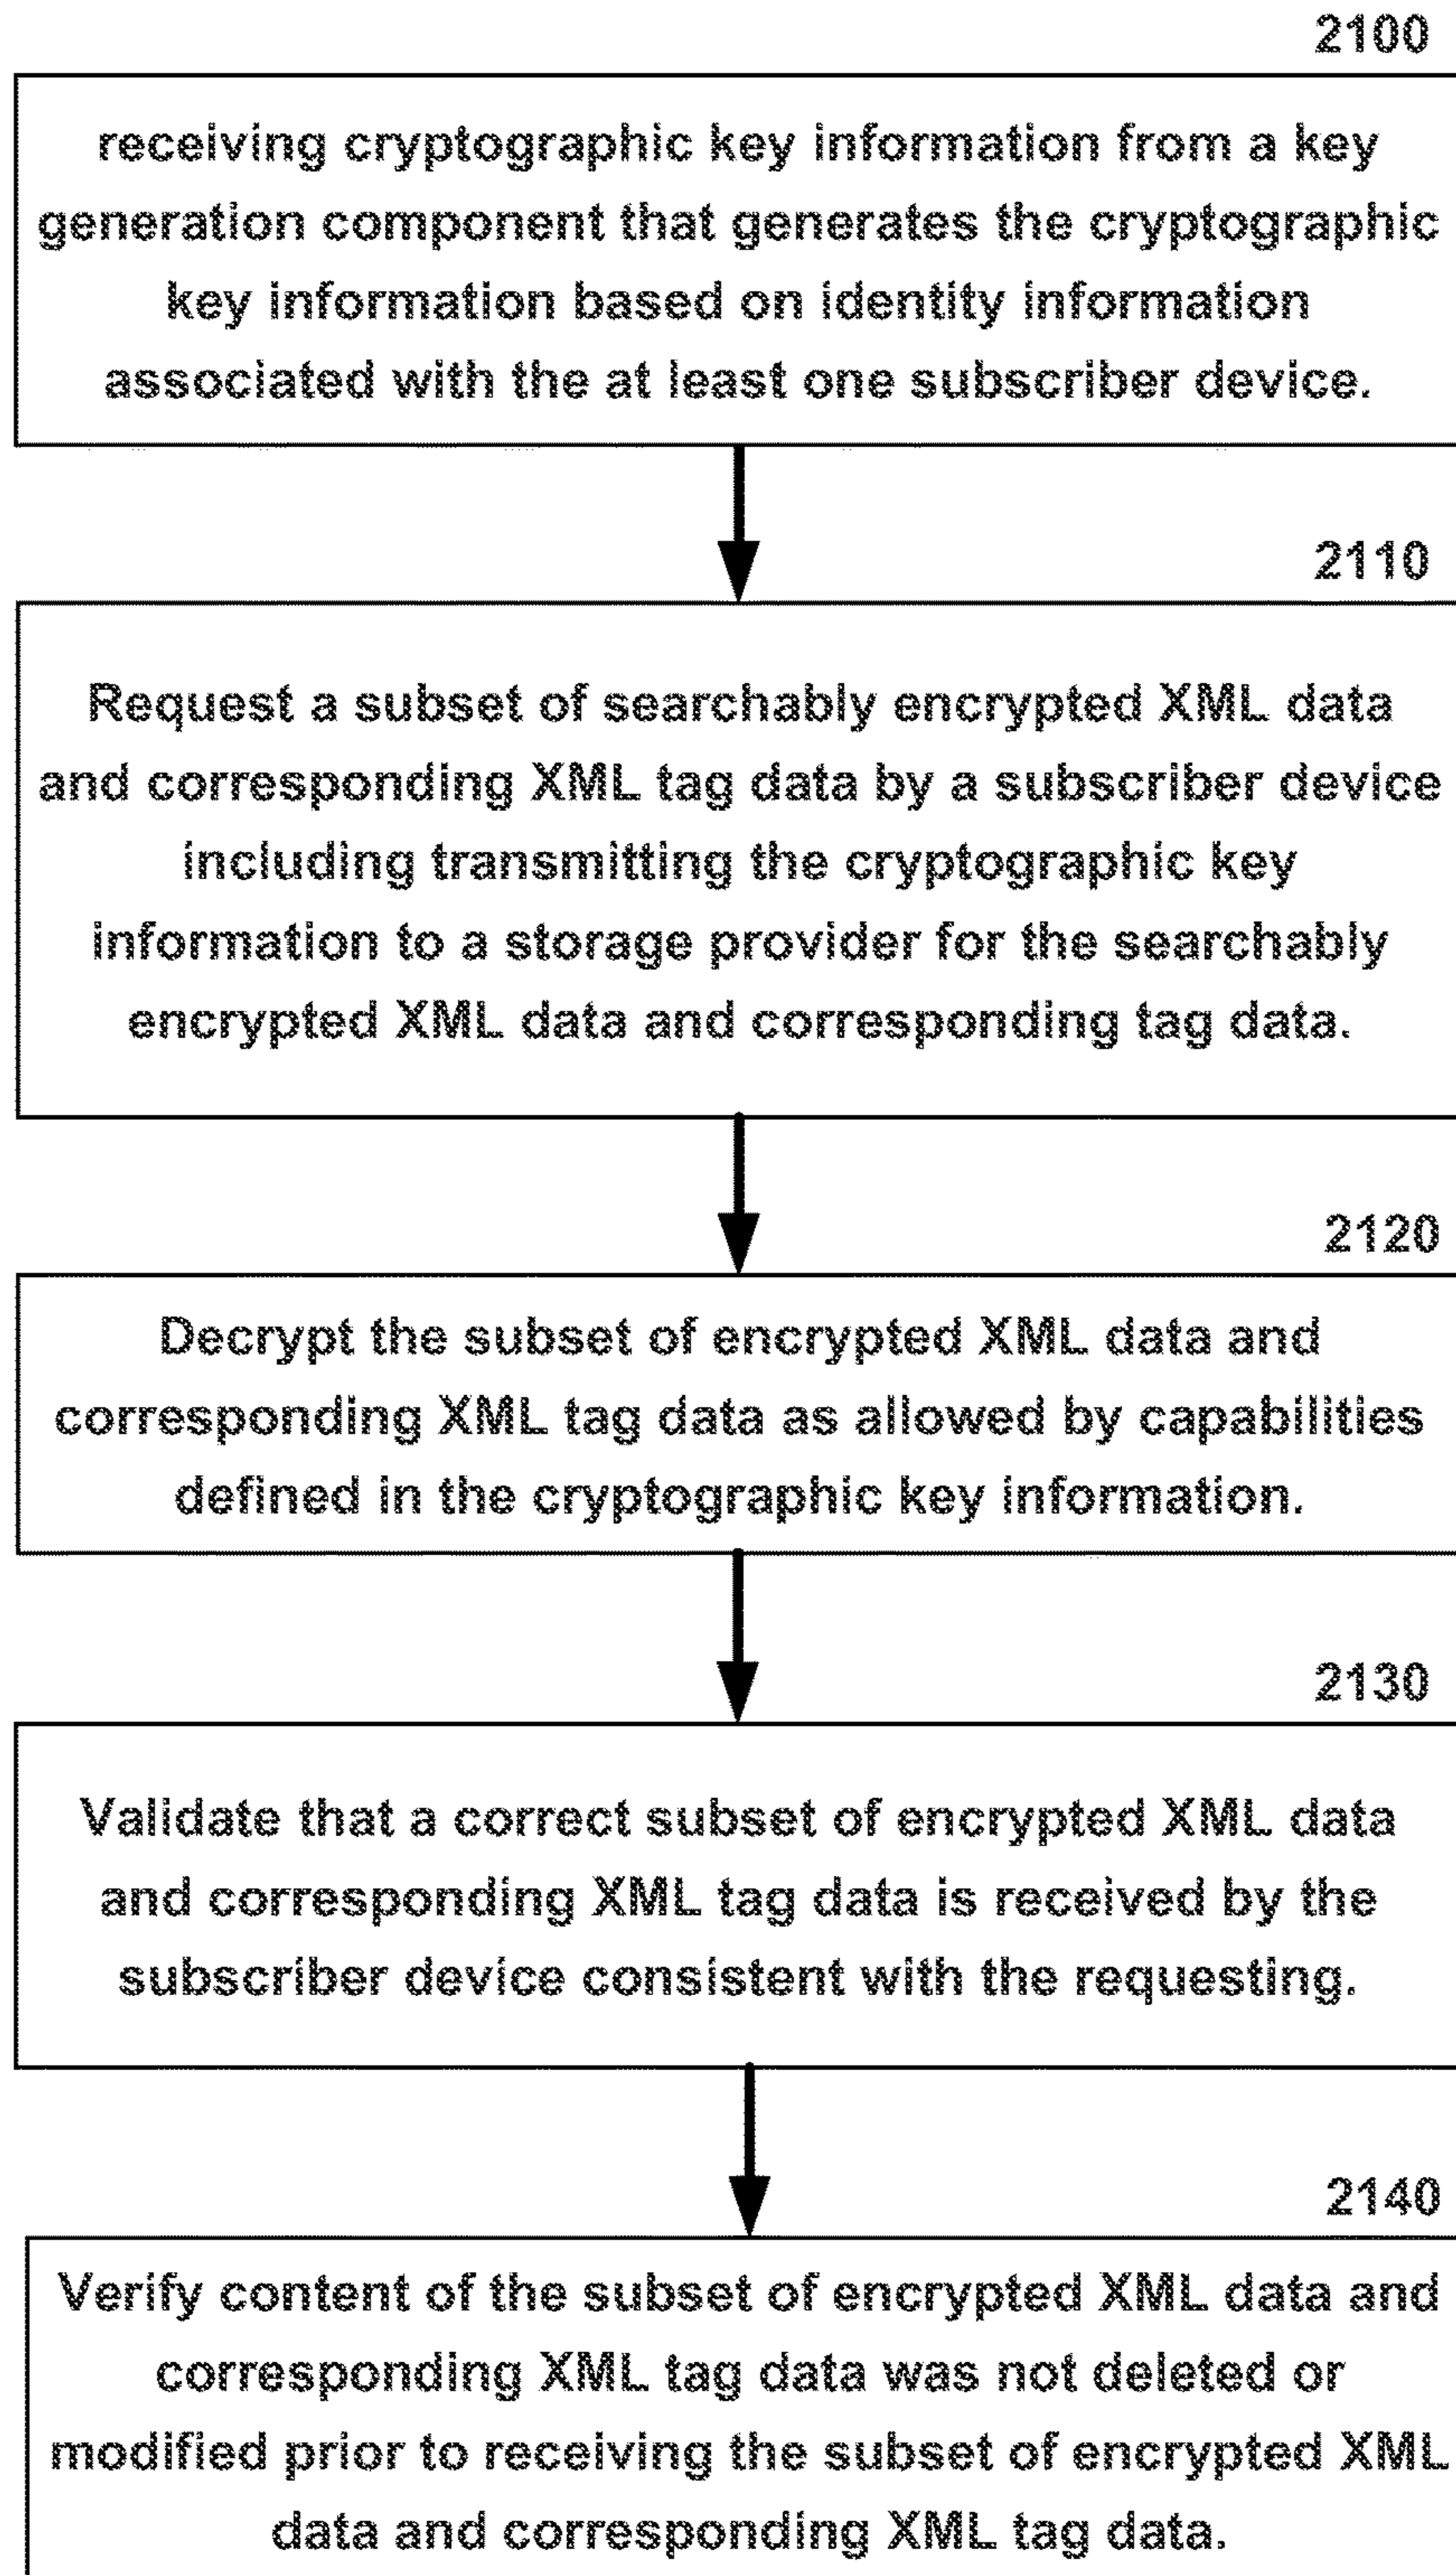 2100
receiving cryptographic key information from a key
generation component that generates the cryptographic
key information based on identity information
associated with the at least one subscriber device.
2110
Request a subset of searchably encrypted XML data
and corresponding XML tag data by a subscriber device
including transmitting the cryptographic key
information to a storage provider for the searchably
encrypted XML data and corresponding tag data.
2120
Decrypt the subset of encrypted XML data and
corresponding XML tag data as allowed by capabilities
defined in the cryptographic key information.
2130
Validate that a correct subset of encrypted XML data
and corresponding XML tag data is received by the
subscriber device consistent with the requesting.
2140
Verify content of the subset of encrypted XML data and
corresponding XML tag data was not deleted or
modified prior to receiving the subset of encrypted XML
data and corresponding XML tag data.